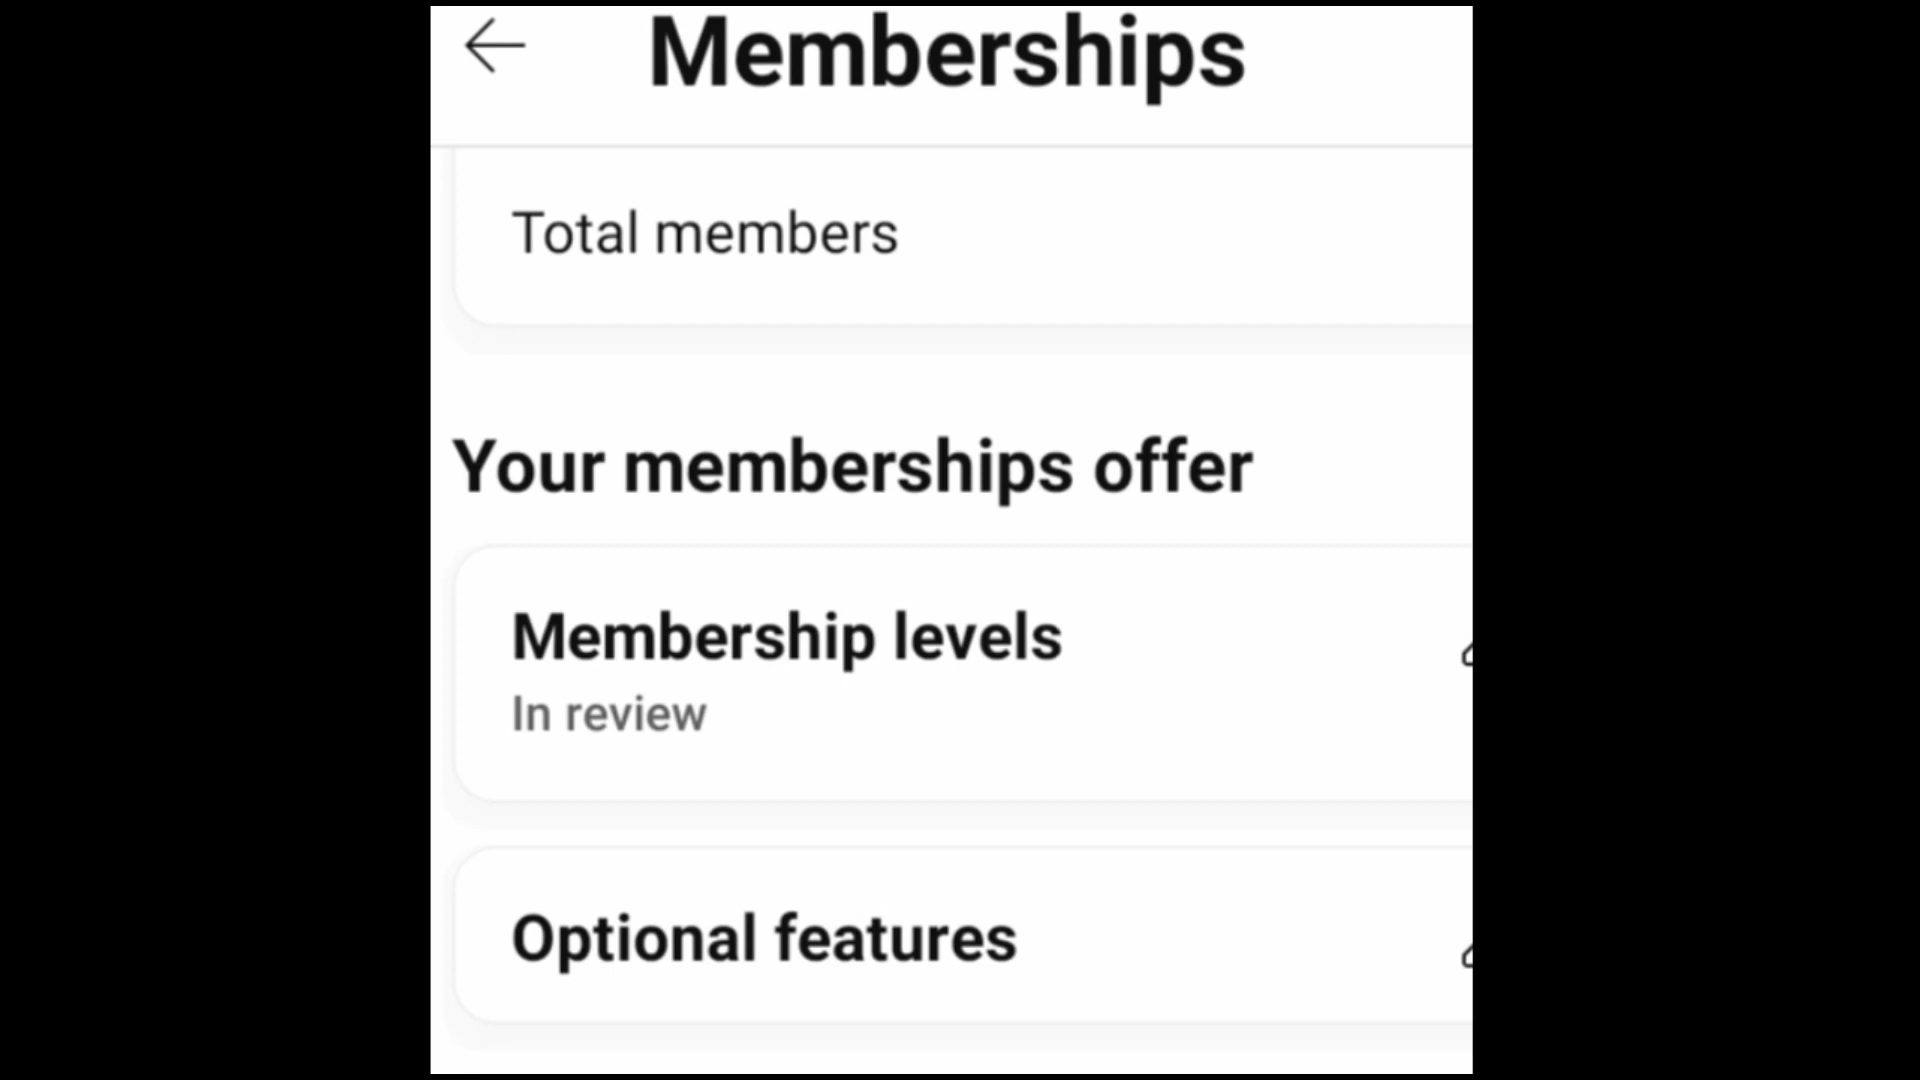 Memberships
Total members
Your memberships offer
Membership levels
In review
Optional features